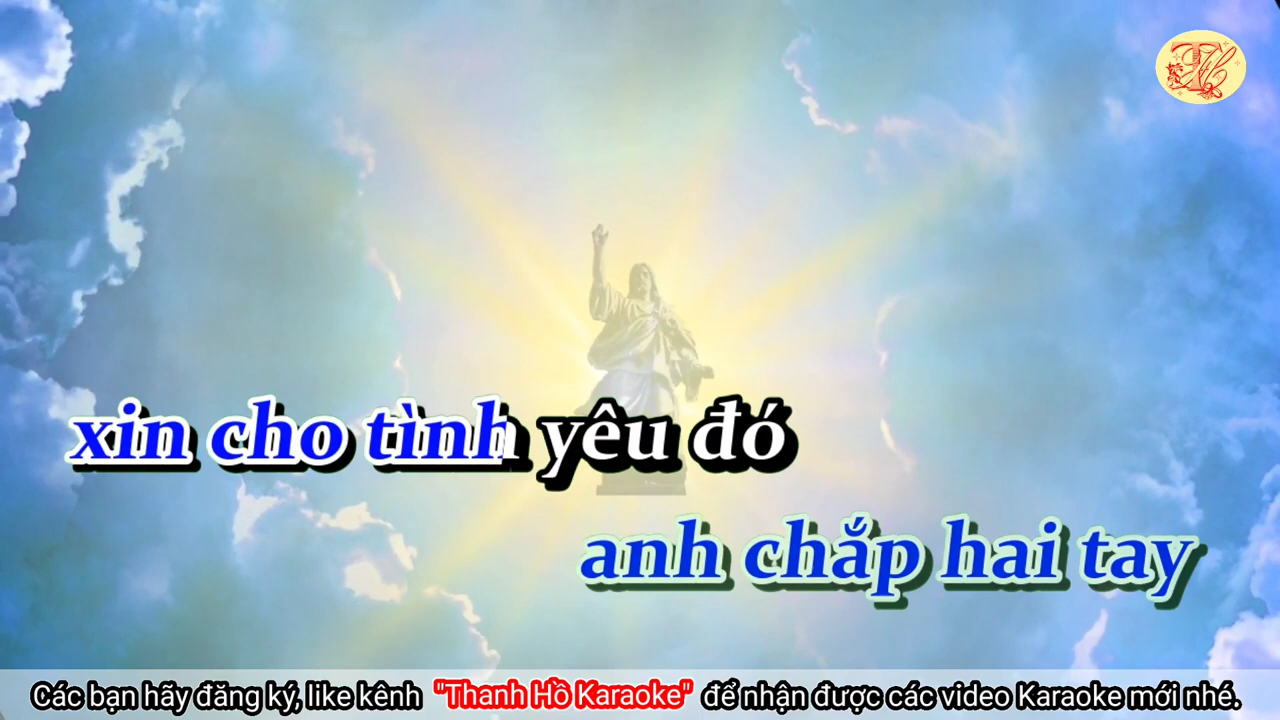 xin cho tình yêu đó
anh chắp hai tay
Các bạn hãy đăng ký, like kênh "Thanh Hồ Karaoke" để nhận được các video Karaoke mới nhé.